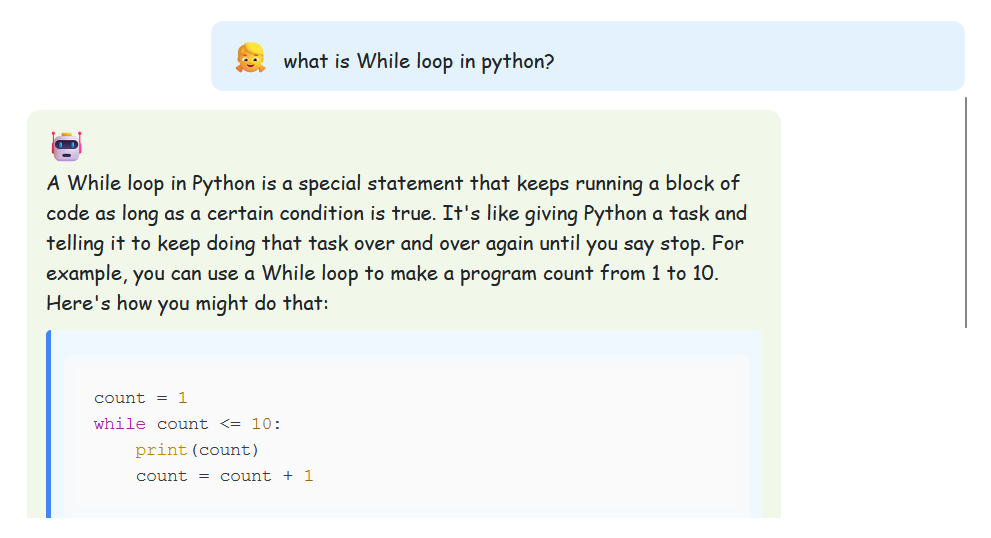 what is While loop in python?
A While loop in Python is a special statement that keeps running a block of
code as long as a certain condition is true. It's like giving Python a task and
telling it to keep doing that task over and over again until you say stop. For
example, you can use a While loop to make a program count from 1 to 10.
Here's how you might do that:
count = 1
while count <= 10:
    print(count)
    count = count + 1